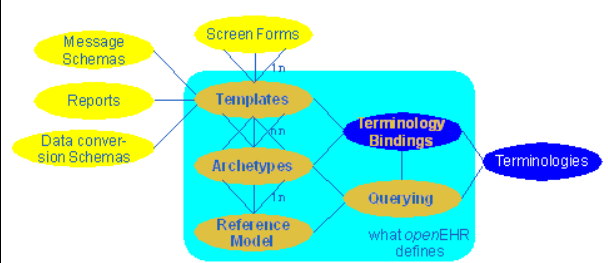 Screen Forms
Message
Schemas
1:n
Reports
Templates
n:n
Terminology
Bindings
Data conver-
sion Schemas
Archetypes
Terminologies
1:n
Querying
Reference
Model
what openEHR
defines